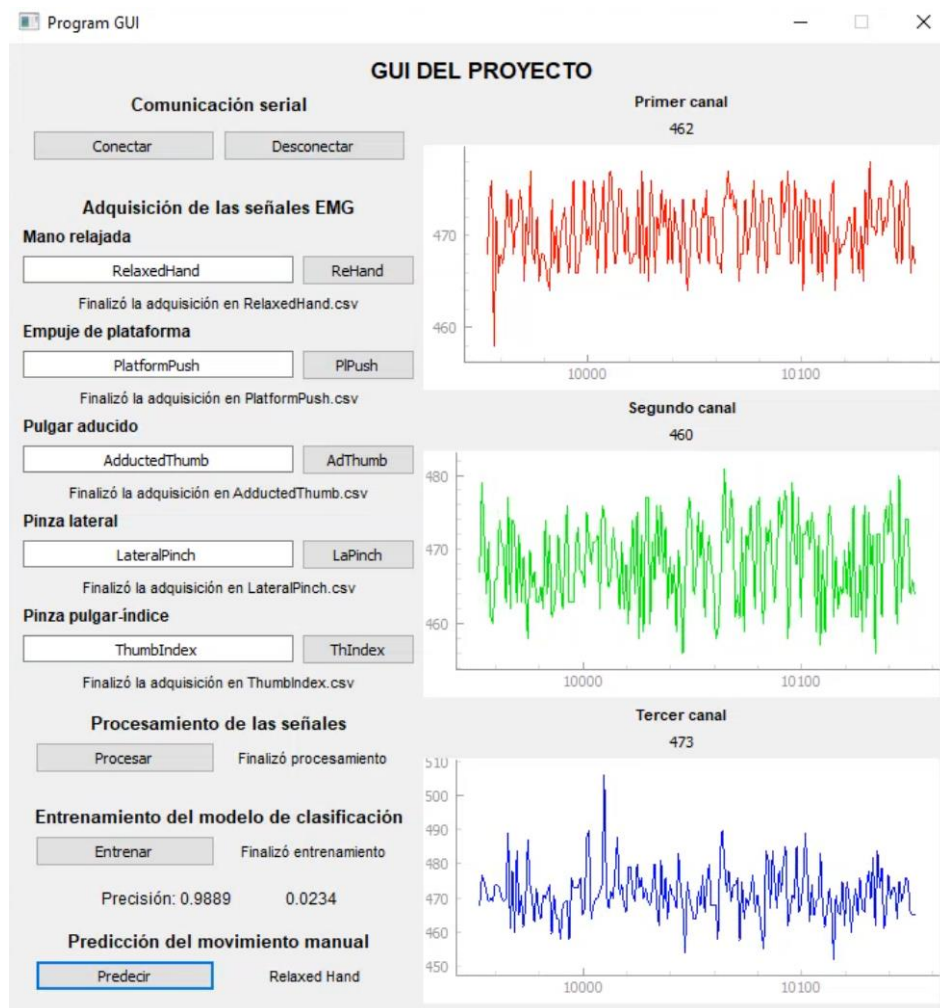 Program GUI
GUI DEL PROYECTO
Comunicación serial
Conectar
Desconectar
Adquisición de las señales EMG
Mano relajada
RelaxedHand
ReHand
Finalizó la adquisición en RelaxedHand.csv
Empuje de plataforma
PlatformPush
PlPush
Finalizó la adquisición en PlatformPush.csv
Pulgar aducido
AdductedThumb
AdThumb
Finalizó la adquisición en AdductedThumb.csv
Pinza lateral
LateralPinch
LaPinch
Finalizó la adquisición en LateralPinch.csv
Pinza pulgar-índice
ThumbIndex
ThIndex
Finalizó la adquisición en ThumbIndex.csv
Procesamiento de las señales
Procesar
Finalizó procesamiento
Entrenamiento del modelo de clasificación
Entrenar
Finalizó entrenamiento
Precisión: 0.9889
0.0234
Predicción del movimiento manual
Predecir
Relaxed Hand
Primer canal
462
470
460
10000
10100
Segundo canal
460
480
470
460
10000
10100
Tercer canal
473
510
500
490
480
470
460
450
10000
10100